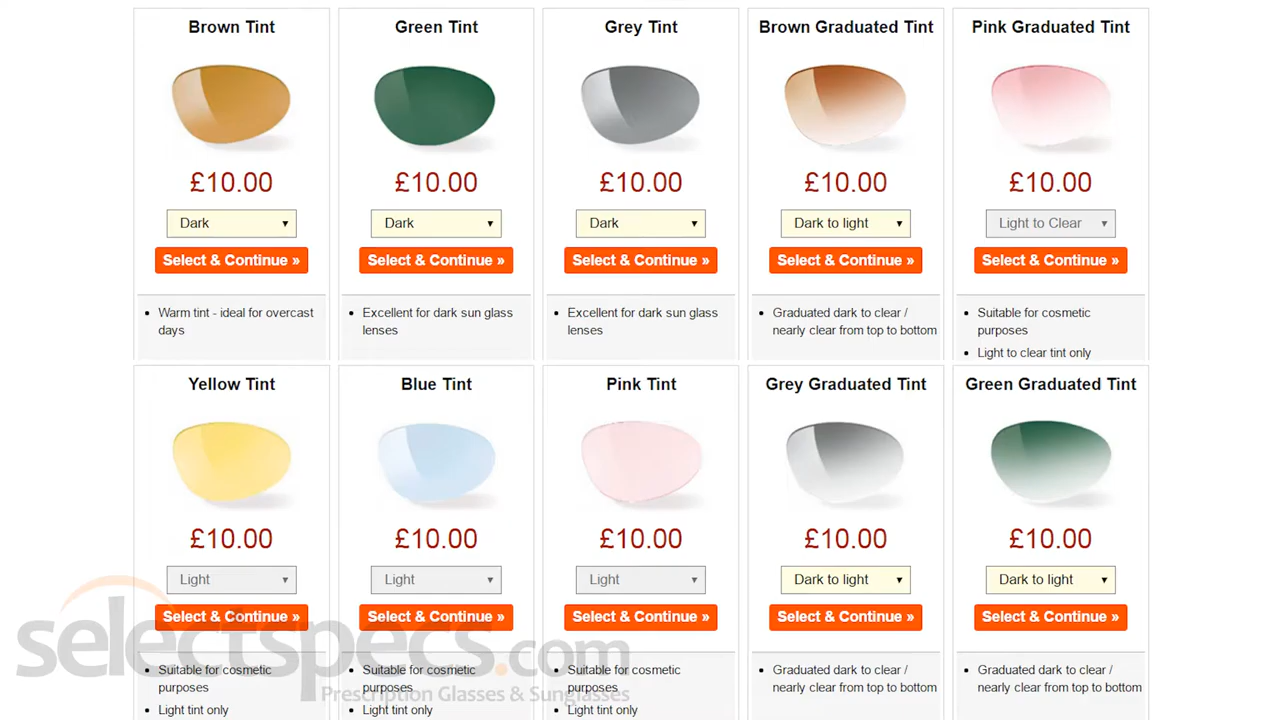 Brown Tint
Green Tint
Grey Tint
Brown Graduated Tint
Pink Graduated Tint
£10.00
£10.00
£10.00
£10.00
£10.00
Dark
Dark
Dark
Dark to light
Light to Clear
Select & Continue »
Select & Continue »
Select & Continue »
Select & Continue »
Select & Continue »
Warm tint - ideal for overcast
days
Excellent for dark sun glass
lenses
Excellent for dark sun glass
lenses
Graduated dark to clear /
nearly clear from top to bottom
Suitable for cosmetic
purposes
Light to clear tint only
Yellow Tint
Blue Tint
Pink Tint
Grey Graduated Tint
Green Graduated Tint
£10.00
£10.00
£10.00
£10.00
£10.00
Light
Light
Light
Dark to light
Dark to light
Select & Continue »
Select & Continue »
Select & Continue »
Select & Continue »
Select & Continue »
Suitable for cosmetic
purposes
Light tint only
Suitable for cosmetic
purposes
Light tint only
Suitable for cosmetic
purposes
Light tint only
Graduated dark to clear /
nearly clear from top to bottom
Graduated dark to clear /
nearly clear from top to bottom
selectspecs.com
Prescription Glasses & Sunglasses